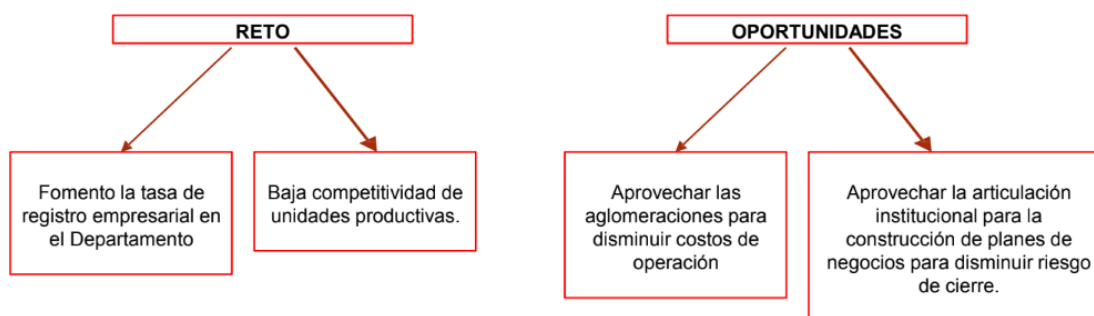 RETO
OPORTUNIDADES
Fomento la tasa de
registro empresarial en
el Departamento
Baja competitividad de
unidades productivas.
Aprovechar las
aglomeraciones para
disminuir costos de
operación
Aprovechar la articulación
institucional para la
construcción de planes de
negocios para disminuir riesgo
de cierre.